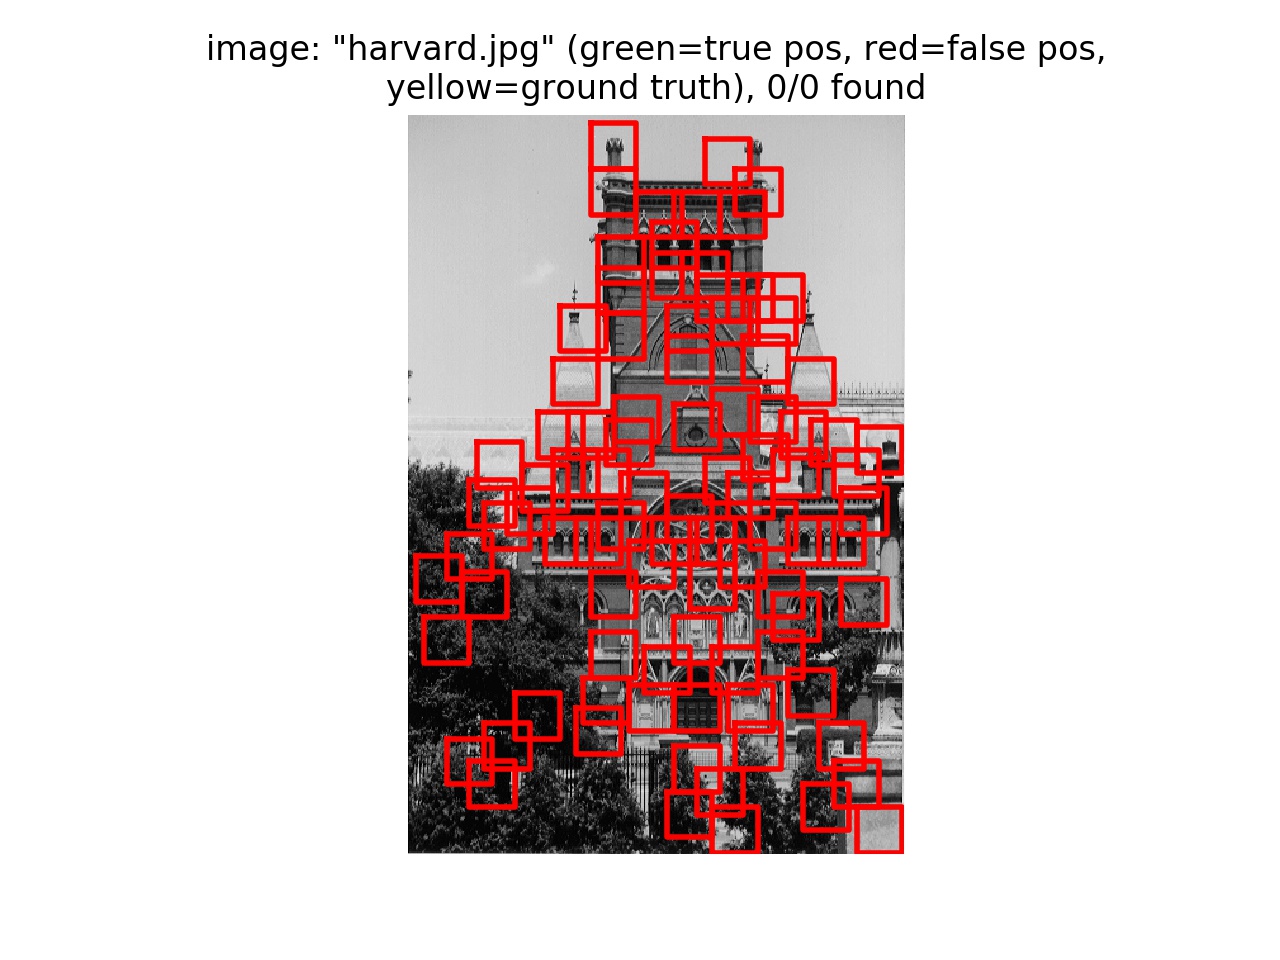 image: "harvard.jpg" (green=true pos, red=false pos,
yellow=ground truth), 0/0 found